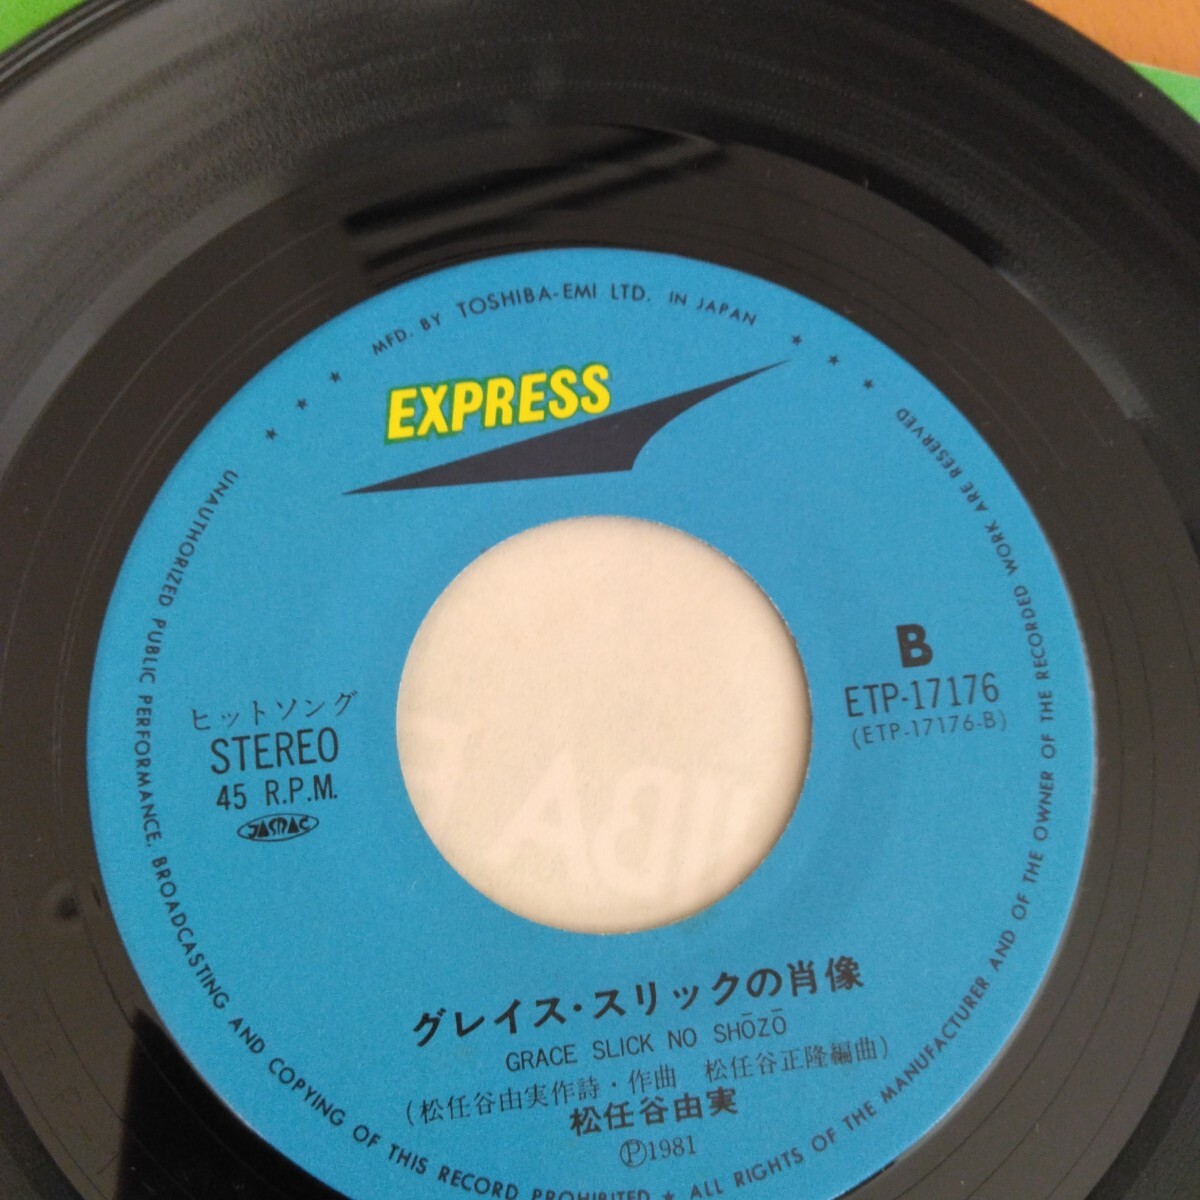 MFD. BY TOSHIBA-EMI LTD. IN JAPAN
EXPRESS
B
ETP-17176
(ETP-17176-B)
ヒットソング
STEREO
45 R.P.M.
JASRAC
グレイス・スリックの肖像
GRACE SLICK NO SHŌZŌ
(松任谷由実作詩・作曲 松任谷正隆編曲)
松任谷由実
Ⓟ1981
UNAUTHORIZED PUBLIC PERFORMANCE, BROADCASTING AND COPYING OF THIS RECORD PROHIBITED ★ ALL RIGHTS OF THE MANUFACTURER AND OF THE OWNER OF THE RECORDED WORK ARE RESERVED